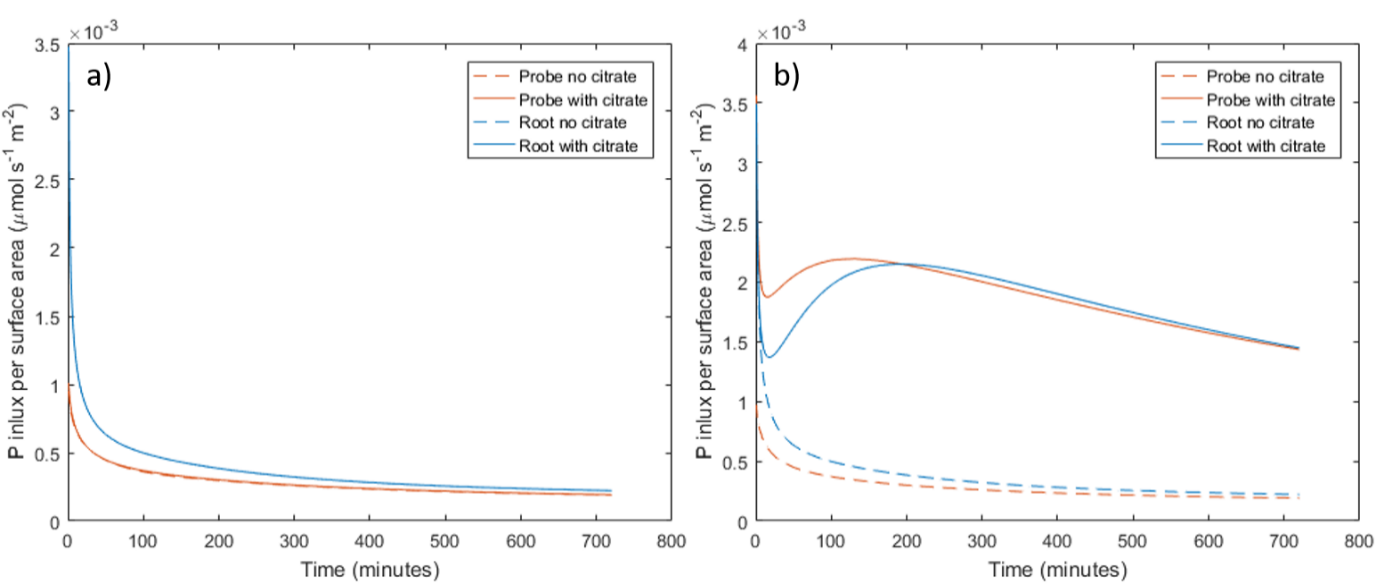 ×10-3
a)
Probe no citrate
Probe with citrate
Root no citrate
Root with citrate
P inlux per surface area (μmol s-1 m-2)
3.5
3
2.5
2
1.5
1
0.5
0
0 100 200 300 400 500 600 700 800
Time (minutes)
×10-3
b)
Probe no citrate
Probe with citrate
Root no citrate
Root with citrate
P inlux per surface area (μmol s-1 m-2)
4
3.5
3
2.5
2
1.5
1
0.5
0
0 100 200 300 400 500 600 700 800
Time (minutes)